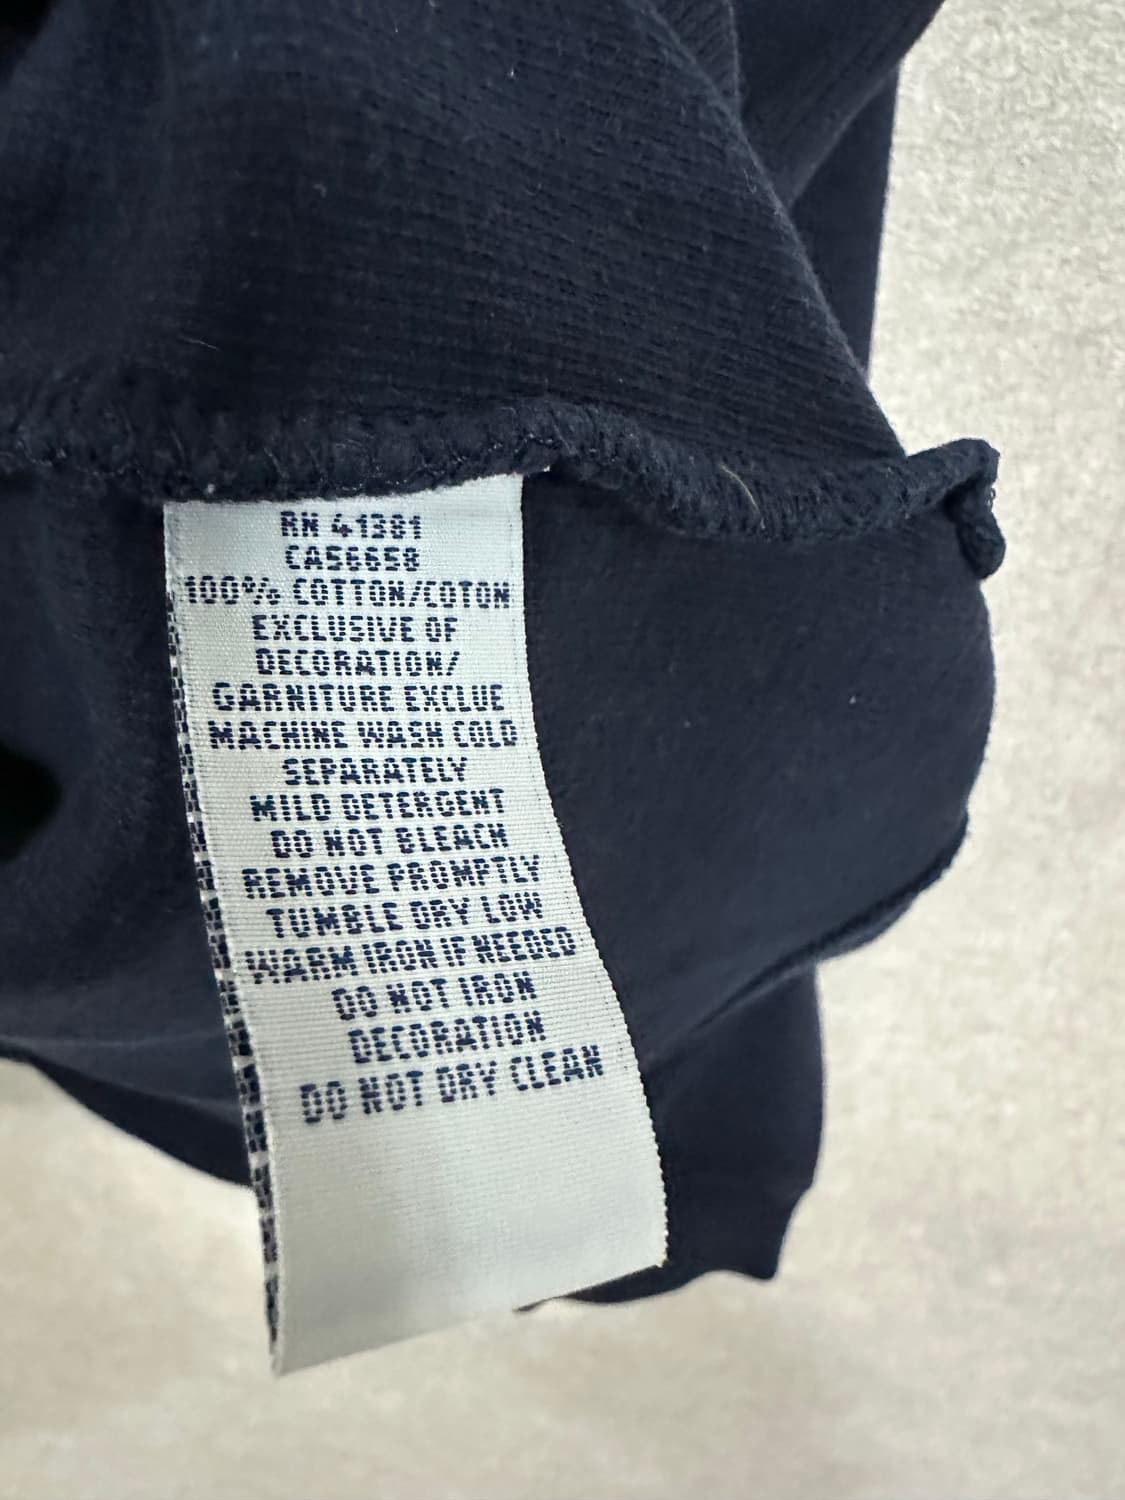 RN 41381
CA56658
100% COTTON/COTON
EXCLUSIVE OF
DECORATION/
GARNITURE EXCLUE
MACHINE WASH COLD
SEPARATELY
MILD DETERGENT
DO NOT BLEACH
REMOVE PROMPTLY
TUMBLE DRY LOW
WARM IRON IF NEEDED
DO NOT IRON
DECORATION
DO NOT DRY CLEAN